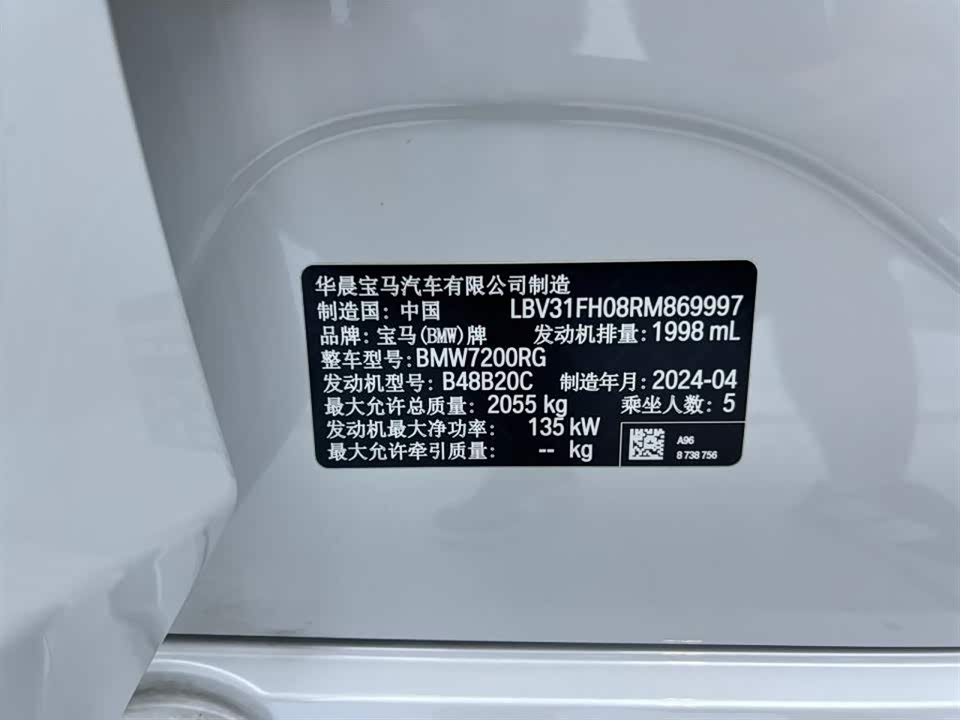 华晨宝马汽车有限公司制造
制造国：中国 LBV31FH08RM869997
品牌：宝马(BMW)牌 发动机排量：1998 mL
整车型号：BMW7200RG
发动机型号：B48B20C 制造年月：2024-04
最大允许总质量：2055 kg 乘坐人数：5
发动机最大净功率：135 kW
最大允许牵引质量：-- kg
A96
8 738 756